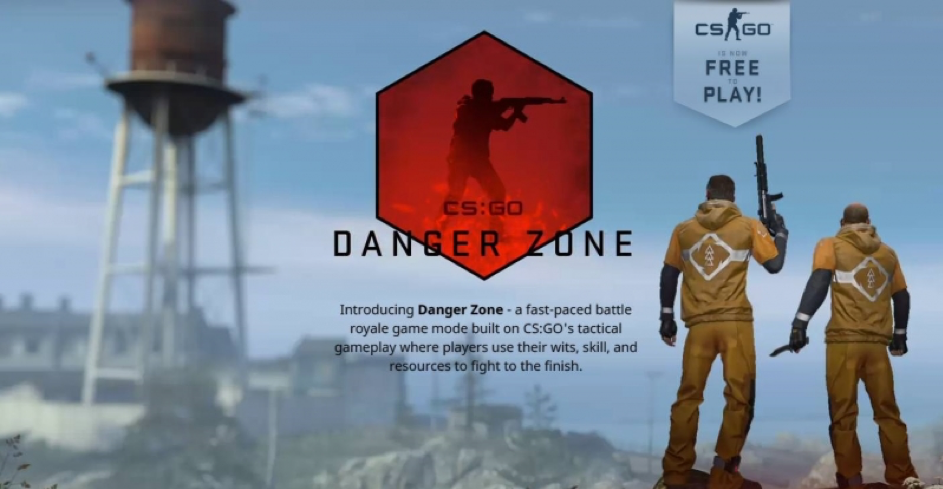 CS GO
IS NOW
FREE
TO
PLAY!
CS:GO
DANGER ZONE
Introducing Danger Zone - a fast-paced battle
royale game mode built on CS:GO's tactical
gameplay where players use their wits, skill, and
resources to fight to the finish.